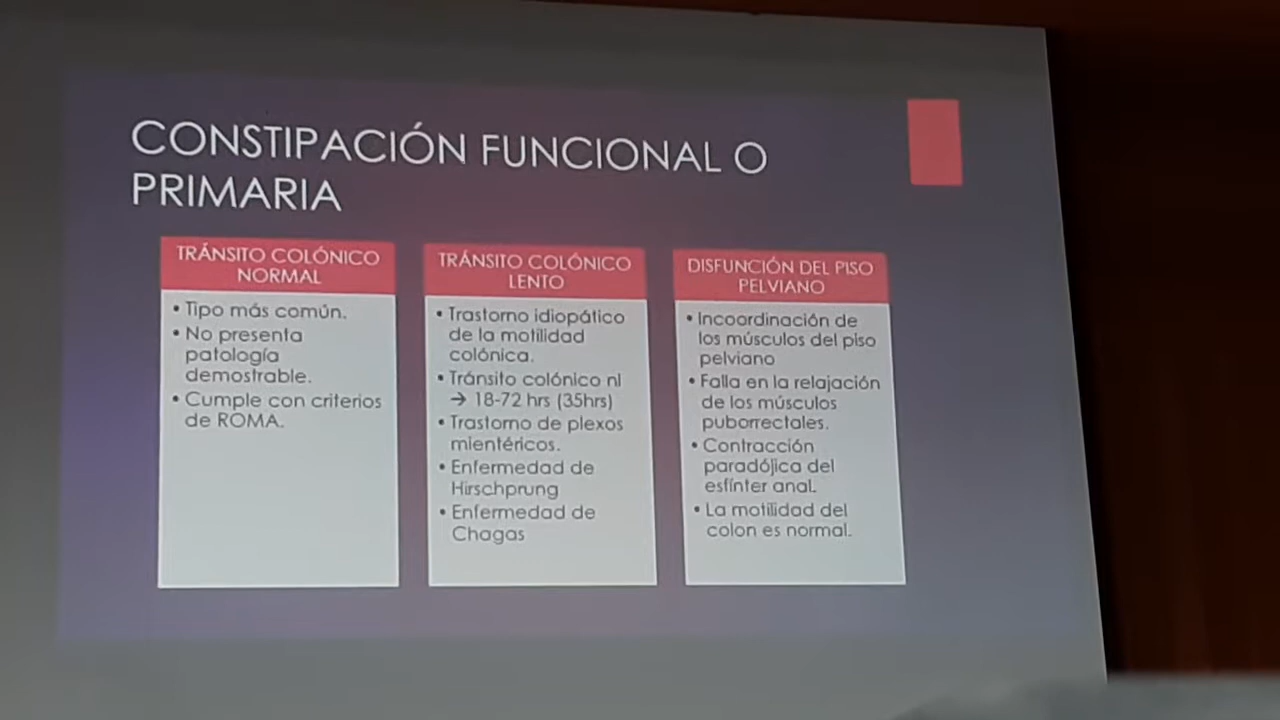 CONSTIPACIÓN FUNCIONAL O
PRIMARIA
TRÁNSITO COLÓNICO
NORMAL
• Tipo más común.
• No presenta
patología
demostrable.
• Cumple con criterios
de ROMA.
TRÁNSITO COLÓNICO
LENTO
• Trastorno idiopático
de la motilidad
colónica.
• Tránsito colónico nl
→ 18-72 hrs (35hrs)
• Trastorno de plexos
mientéricos.
• Enfermedad de
Hirschprung
• Enfermedad de
Chagas
DISFUNCIÓN DEL PISO
PELVIANO
• Incoordinación de
los músculos del piso
pelviano
• Falla en la relajación
de los músculos
puborrectales.
• Contracción
paradójica del
esfínter anal.
• La motilidad del
colon es normal.